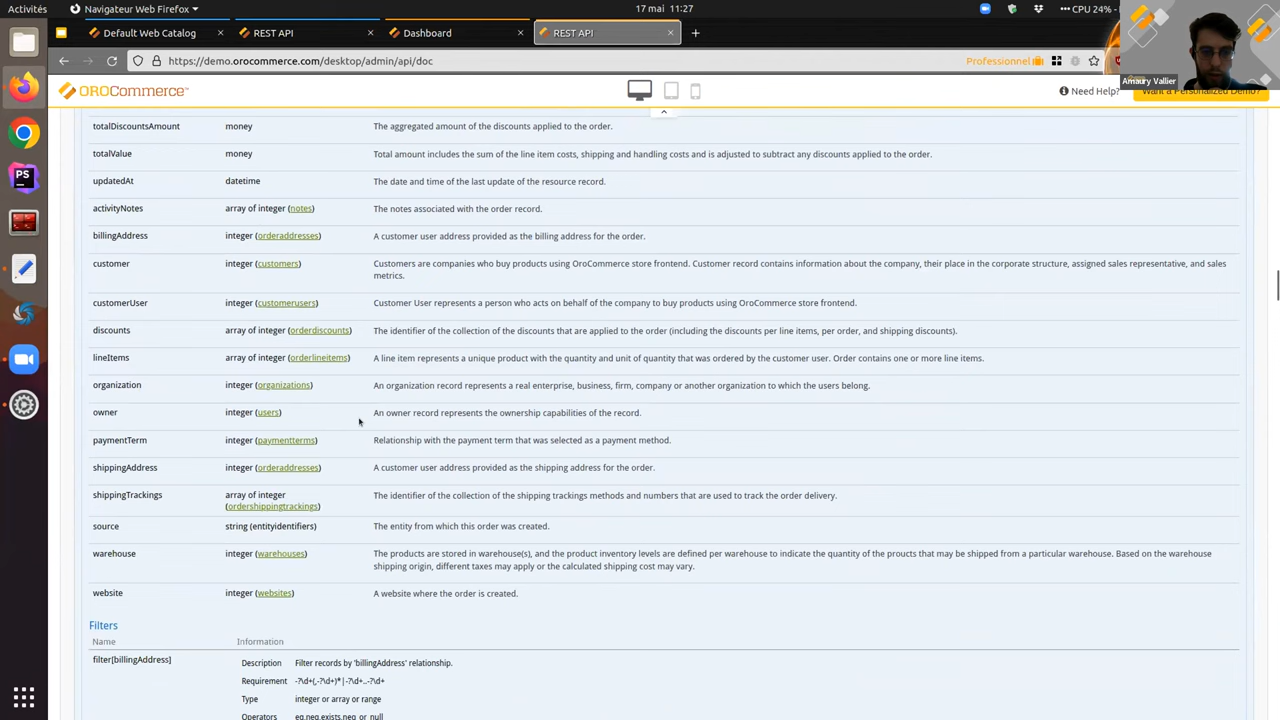 Activités
Navigateur Web Firefox
17 mai 11:27
CPU 24%
Default Web Catalog
REST API
Dashboard
REST API
https://demo.orocommerce.com/desktop/admin/api/doc
Professionnel
Amaury Vallier
OROCOMMERCE
Need Help?
Want a Personalized Demo?
totalDiscountsAmount money The aggregated amount of the discounts applied to the order.
totalValue money Total amount includes the sum of the line item costs, shipping and handling costs and is adjusted to subtract any discounts applied to the order.
updatedAt datetime The date and time of the last update of the resource record.
activityNotes array of integer (notes) The notes associated with the order record.
billingAddress integer (orderaddresses) A customer user address provided as the billing address for the order.
customer integer (customers) Customers are companies who buy products using OroCommerce store frontend. Customer record contains information about the company, their place in the corporate structure, assigned sales representative, and sales
metrics.
customerUser integer (customerusers) Customer User represents a person who acts on behalf of the company to buy products using OroCommerce store frontend.
discounts array of integer (orderdiscounts) The identifier of the collection of the discounts that are applied to the order (including the discounts per line items, per order, and shipping discounts).
lineItems array of integer (orderlineitems) A line item represents a unique product with the quantity and unit of quantity that was ordered by the customer user. Order contains one or more line items.
organization integer (organizations) An organization record represents a real enterprise, business, firm, company or another organization to which the users belong.
owner integer (users) An owner record represents the ownership capabilities of the record.
paymentTerm integer (paymentterms) Relationship with the payment term that was selected as a payment method.
shippingAddress integer (orderaddresses) A customer user address provided as the shipping address for the order.
shippingTrackings array of integer The identifier of the collection of the shipping trackings methods and numbers that are used to track the order delivery.
(ordershippingtrackings)
source string (entityidentifiers) The entity from which this order was created.
warehouse integer (warehouses) The products are stored in warehouse(s), and the product inventory levels are defined per warehouse to indicate the quantity of the proucts that may be shipped from a particular warehouse. Based on the warehouse
shipping origin, different taxes may apply or the calculated shipping cost may vary.
website integer (websites) A website where the order is created.
Filters
Name Information
filter[billingAddress]
Description Filter records by 'billingAddress' relationship.
Requirement -?\d+(,-?\d+)*|-?\d+..-?\d+
Type integer or array or range
Operators eq,neq,exists,neq_or_null